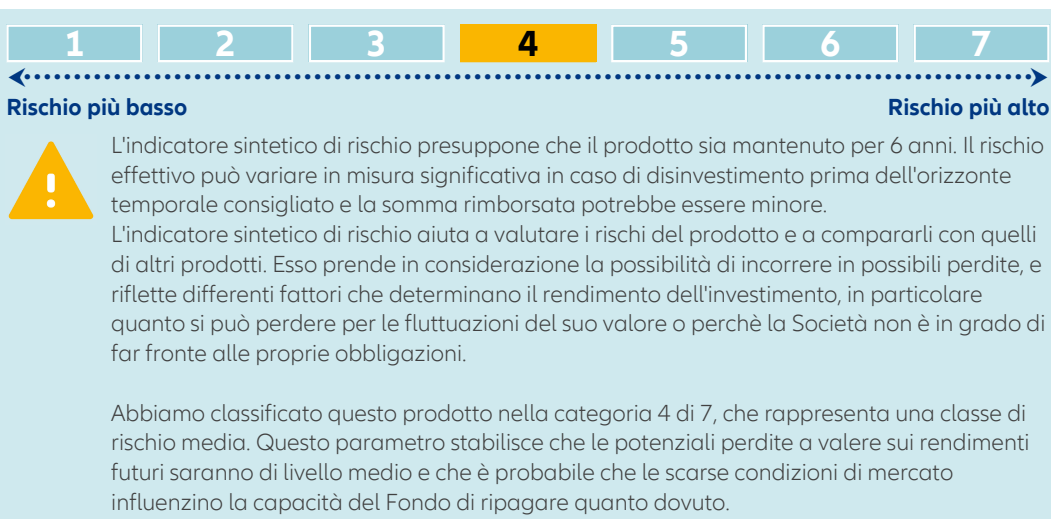 1 2 3 4 5 6 7
Rischio più basso Rischio più alto
L'indicatore sintetico di rischio presuppone che il prodotto sia mantenuto per 6 anni. Il rischio
effettivo può variare in misura significativa in caso di disinvestimento prima dell'orizzonte
temporale consigliato e la somma rimborsata potrebbe essere minore.
L'indicatore sintetico di rischio aiuta a valutare i rischi del prodotto e a compararli con quelli
di altri prodotti. Esso prende in considerazione la possibilità di incorrere in possibili perdite, e
riflette differenti fattori che determinano il rendimento dell'investimento, in particolare
quanto si può perdere per le fluttuazioni del suo valore o perchè la Società non è in grado di
far fronte alle proprie obbligazioni.
Abbiamo classificato questo prodotto nella categoria 4 di 7, che rappresenta una classe di
rischio media. Questo parametro stabilisce che le potenziali perdite a valere sui rendimenti
futuri saranno di livello medio e che è probabile che le scarse condizioni di mercato
influenzino la capacità del Fondo di ripagare quanto dovuto.